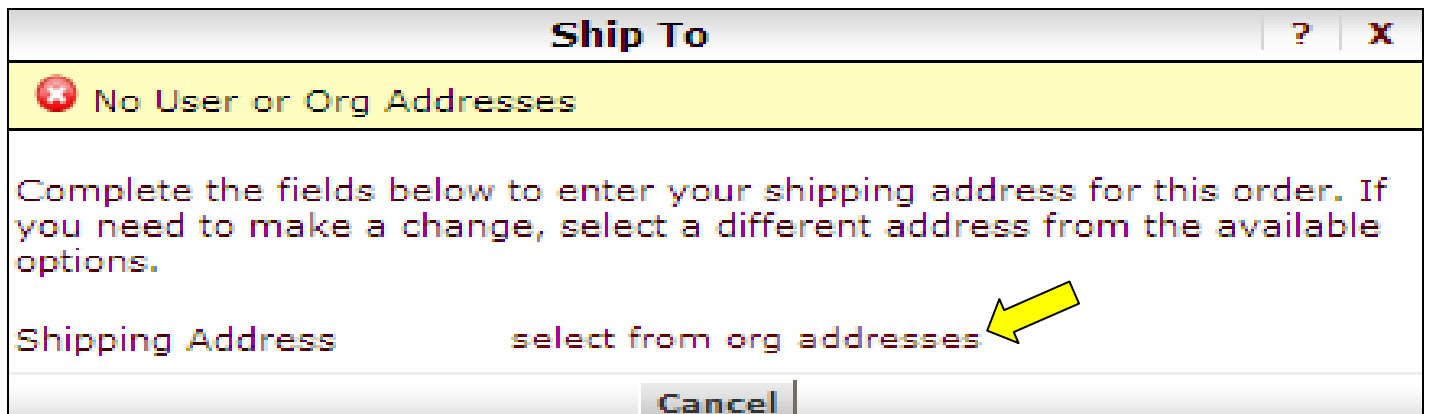 Ship To ? X
No User or Org Addresses
Complete the fields below to enter your shipping address for this order. If
you need to make a change, select a different address from the available
options.
Shipping Address select from org addresses
Cancel